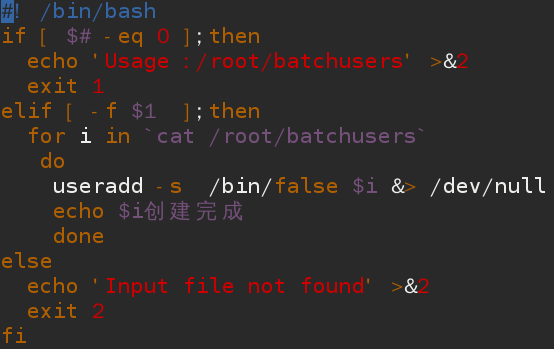 #! /bin/bash
if [ $# -eq 0 ];then
  echo 'Usage :/root/batchusers' >&2
  exit 1
elif [ -f $1  ];then
  for i in `cat /root/batchusers`
   do
    useradd -s  /bin/false $i &> /dev/null
    echo $i创建完成
    done
else
  echo 'Input file not found' >&2
  exit 2
fi